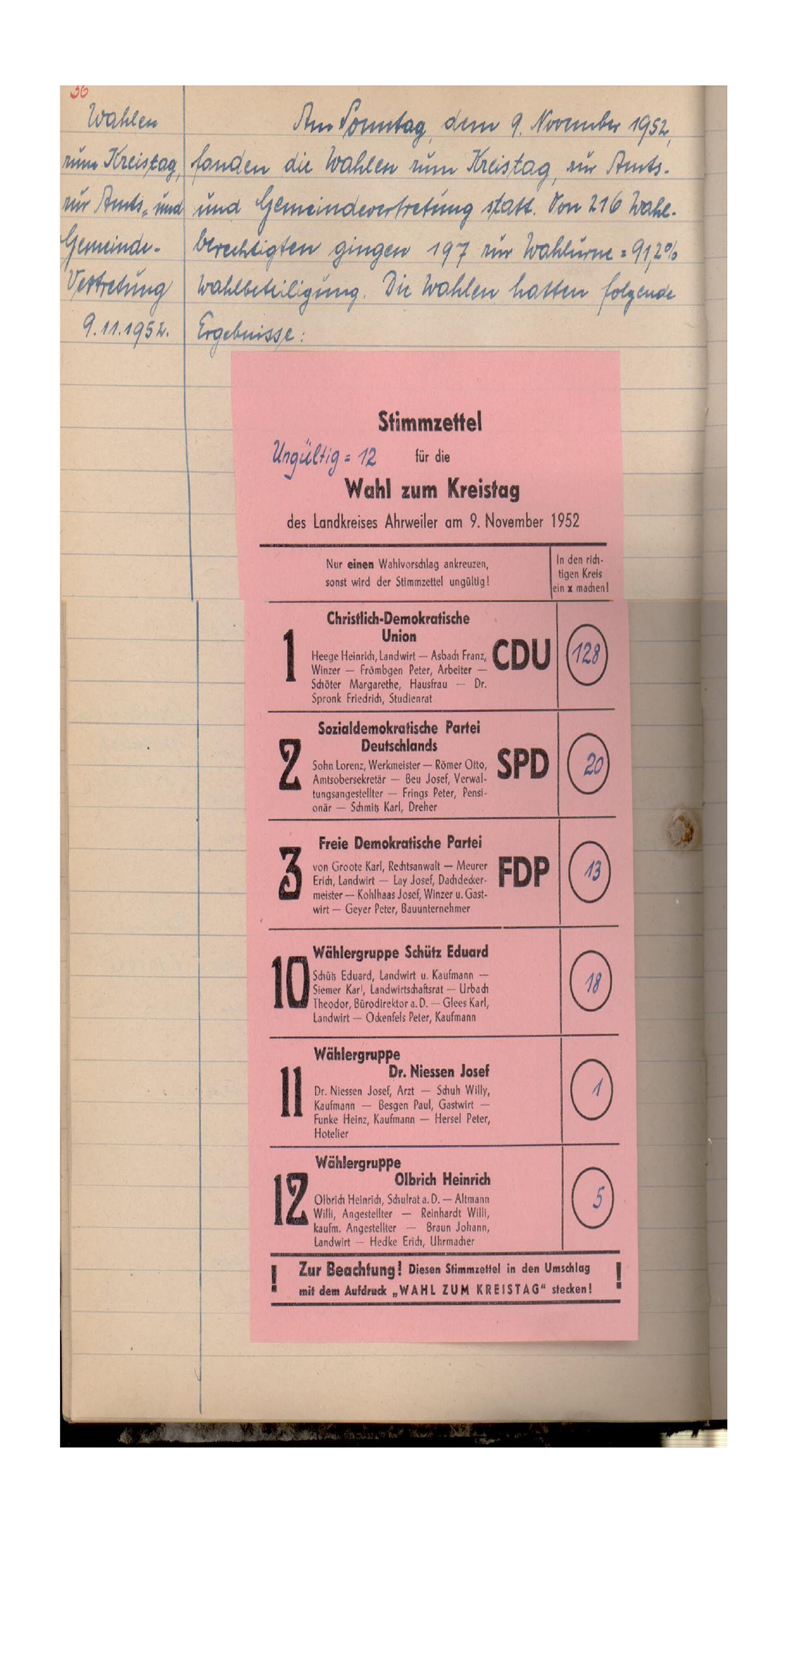 36
Wahlen
zum Kreistag,
zur Amts- und
Gemeinde-
Vertretung
9.11.1952.
Am Sonntag, dem 9. November 1952,
fanden die Wahlen zum Kreistag, zur Amts-
und Gemeindevertretung statt. Von 216 Wahl-
berechtigten gingen 197 zur Wahlurne = 91,2%
Wahlbeteiligung. Die Wahlen hatten folgende
Ergebnisse:
Stimmzettel
Ungültig = 12
für die
Wahl zum Kreistag
des Landkreises Ahrweiler am 9. November 1952
Nur einen Wahlvorschlag ankreuzen,
sonst wird der Stimmzettel ungültig!
In den rich-
tigen Kreis
ein x machen!
1
Christlich-Demokratische
Union
Heege Heinrich, Landwirt — Asbach Franz,
Winzer — Frömbgen Peter, Arbeiter —
Schöter Margarethe, Hausfrau — Dr.
Spronk Friedrich, Studienrat
CDU
128
2
Sozialdemokratische Partei
Deutschlands
Sohn Lorenz, Werkmeister — Römer Otto,
Amtsobersekretär — Beu Josef, Verwal-
tungsangestellter — Frings Peter, Pensi-
onär — Schmitz Karl, Dreher
SPD
20
3
Freie Demokratische Partei
von Groote Karl, Rechtsanwalt — Meurer
Erich, Landwirt — Lay Josef, Dachdecker-
meister — Kohlhaas Josef, Winzer u. Gast-
wirt — Geyer Peter, Bauunternehmer
FDP
13
10
Wählergruppe Schütz Eduard
Schütz Eduard, Landwirt u. Kaufmann —
Siemer Karl, Landwirtschaftsrat — Urbach
Theodor, Bürodirektor a. D. — Glees Karl,
Landwirt — Ockenfels Peter, Kaufmann
18
11
Wählergruppe
Dr. Niessen Josef
Dr. Niessen Josef, Arzt — Schuh Willy,
Kaufmann — Besgen Paul, Gastwirt —
Funke Heinz, Kaufmann — Hersel Peter,
Hotelier
1
12
Wählergruppe
Olbrich Heinrich
Olbrich Heinrich, Schulrat a. D. — Altmann
Willi, Angestellter — Reinhardt Willi,
kaufm. Angestellter — Braun Johann,
Landwirt — Hedke Erich, Uhrmacher
5
! Zur Beachtung! Diesen Stimmzettel in den Umschlag !
mit dem Aufdruck „WAHL ZUM KREISTAG“ stecken!